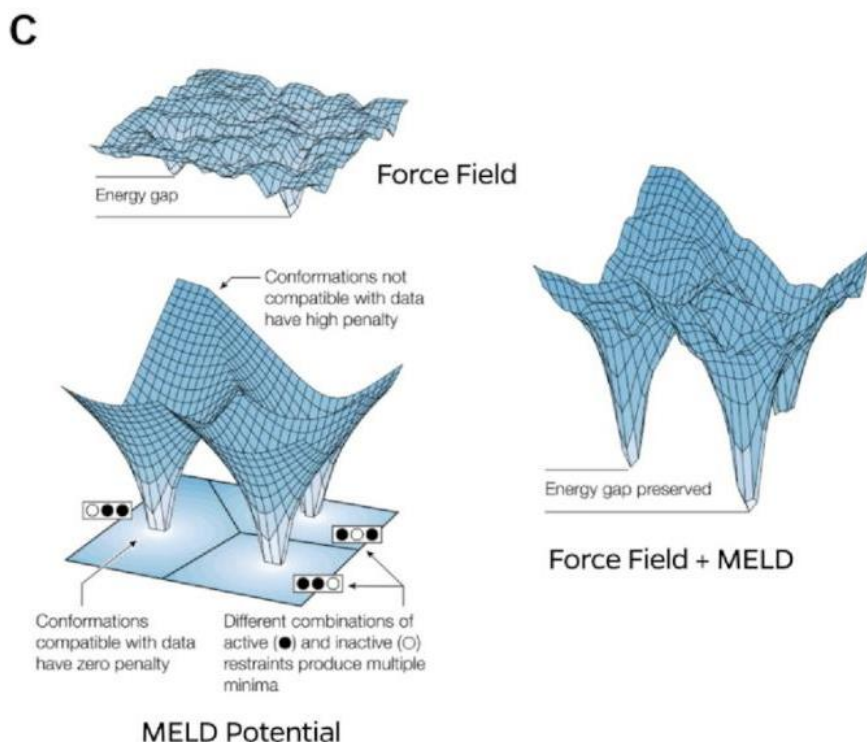 C
Force Field
Energy gap
Conformations not
compatible with data
have high penalty
Energy gap preserved
Force Field + MELD
Conformations
compatible with data
have zero penalty
Different combinations of
active (●) and inactive (○)
restraints produce multiple
minima
MELD Potential